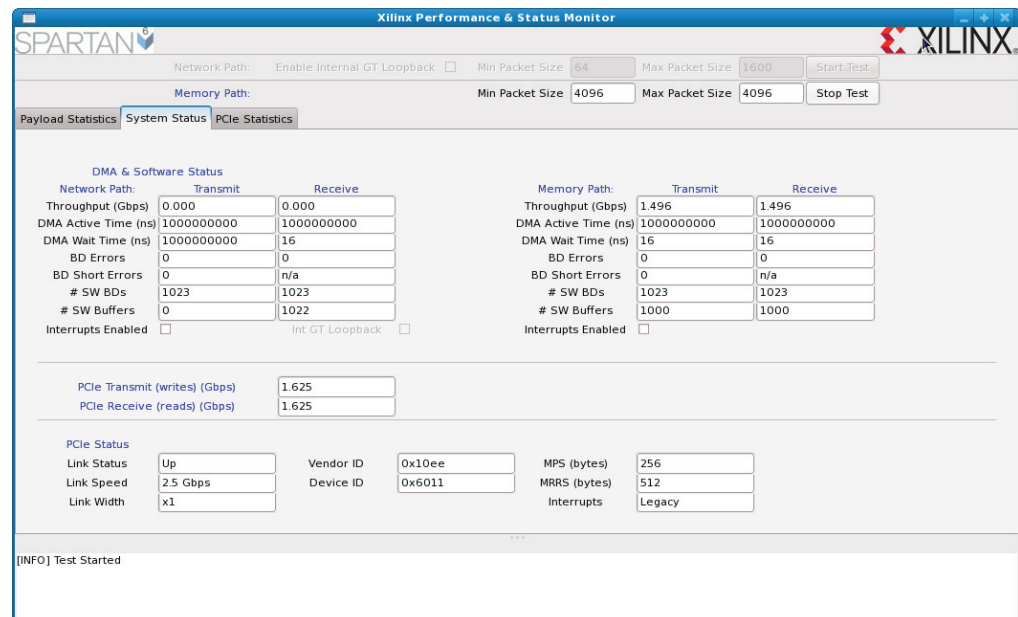 Xilinx Performance & Status Monitor
SPARTAN 6 XILINX
Network Path: Enable Internal GT Loopback Min Packet Size 64 Max Packet Size 1600 Start Test
Memory Path: Min Packet Size 4096 Max Packet Size 4096 Stop Test
Payload Statistics System Status PCIe Statistics
DMA & Software Status
Network Path: Transmit Receive Memory Path: Transmit Receive
Throughput (Gbps) 0.000 0.000 Throughput (Gbps) 1.496 1.496
DMA Active Time (ns) 1000000000 1000000000 DMA Active Time (ns) 1000000000 1000000000
DMA Wait Time (ns) 1000000000 16 DMA Wait Time (ns) 16 16
BD Errors 0 0 BD Errors 0 0
BD Short Errors 0 n/a BD Short Errors 0 n/a
# SW BDs 1023 1023 # SW BDs 1023 1023
# SW Buffers 0 1022 # SW Buffers 1000 1000
Interrupts Enabled Int GT Loopback Interrupts Enabled
PCIe Transmit (writes) (Gbps) 1.625
PCIe Receive (reads) (Gbps) 1.625
PCIe Status
Link Status Up Vendor ID 0x10ee MPS (bytes) 256
Link Speed 2.5 Gbps Device ID 0x6011 MRRS (bytes) 512
Link Width x1 Interrupts Legacy
[INFO] Test Started